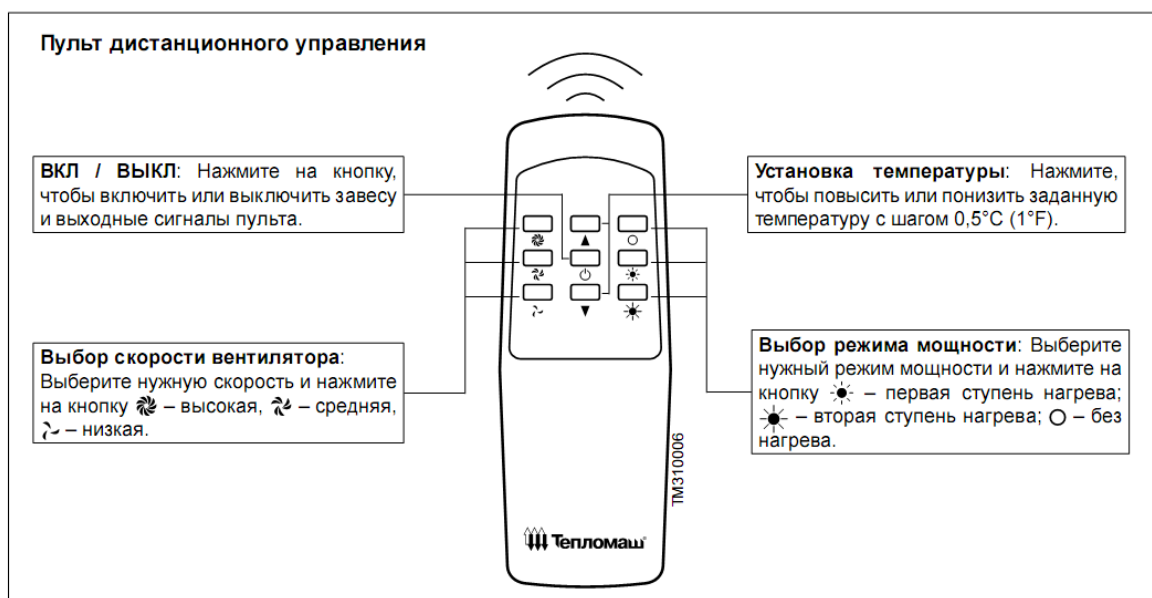 Пульт дистанционного управления
ВКЛ / ВЫКЛ: Нажмите на кнопку,
чтобы включить или выключить завесу
и выходные сигналы пульта.
Установка температуры: Нажмите,
чтобы повысить или понизить заданную
температуру с шагом 0,5°C (1°F).
Выбор скорости вентилятора:
Выберите нужную скорость и нажмите
на кнопку – высокая, – средняя,
– низкая.
Выбор режима мощности: Выберите
нужный режим мощности и нажмите на
кнопку – первая ступень нагрева;
– вторая ступень нагрева; – без
нагрева.
TM310006
Тепломаш